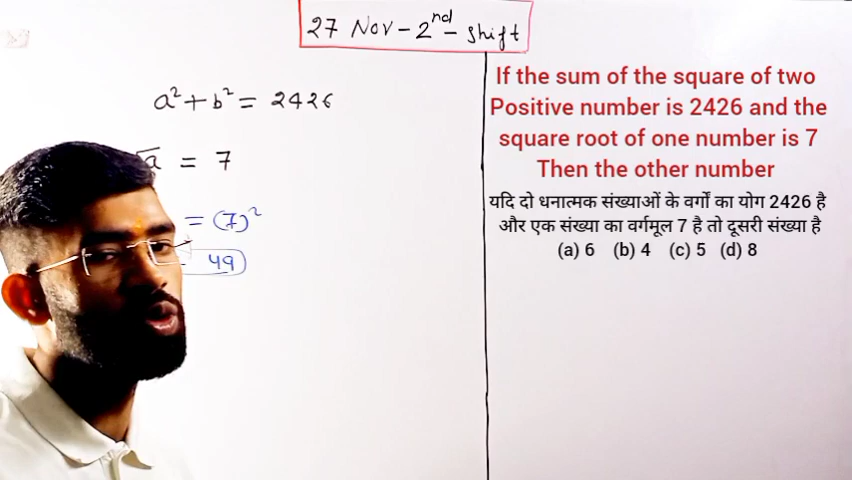 27 Nov - 2nd - shift
a² + b² = 2426
√a = 7
= (7)²
49
If the sum of the square of two
Positive number is 2426 and the
square root of one number is 7
Then the other number
यदि दो धनात्मक संख्याओं के वर्गों का योग 2426 है
और एक संख्या का वर्गमूल 7 है तो दूसरी संख्या है
(a) 6 (b) 4 (c) 5 (d) 8